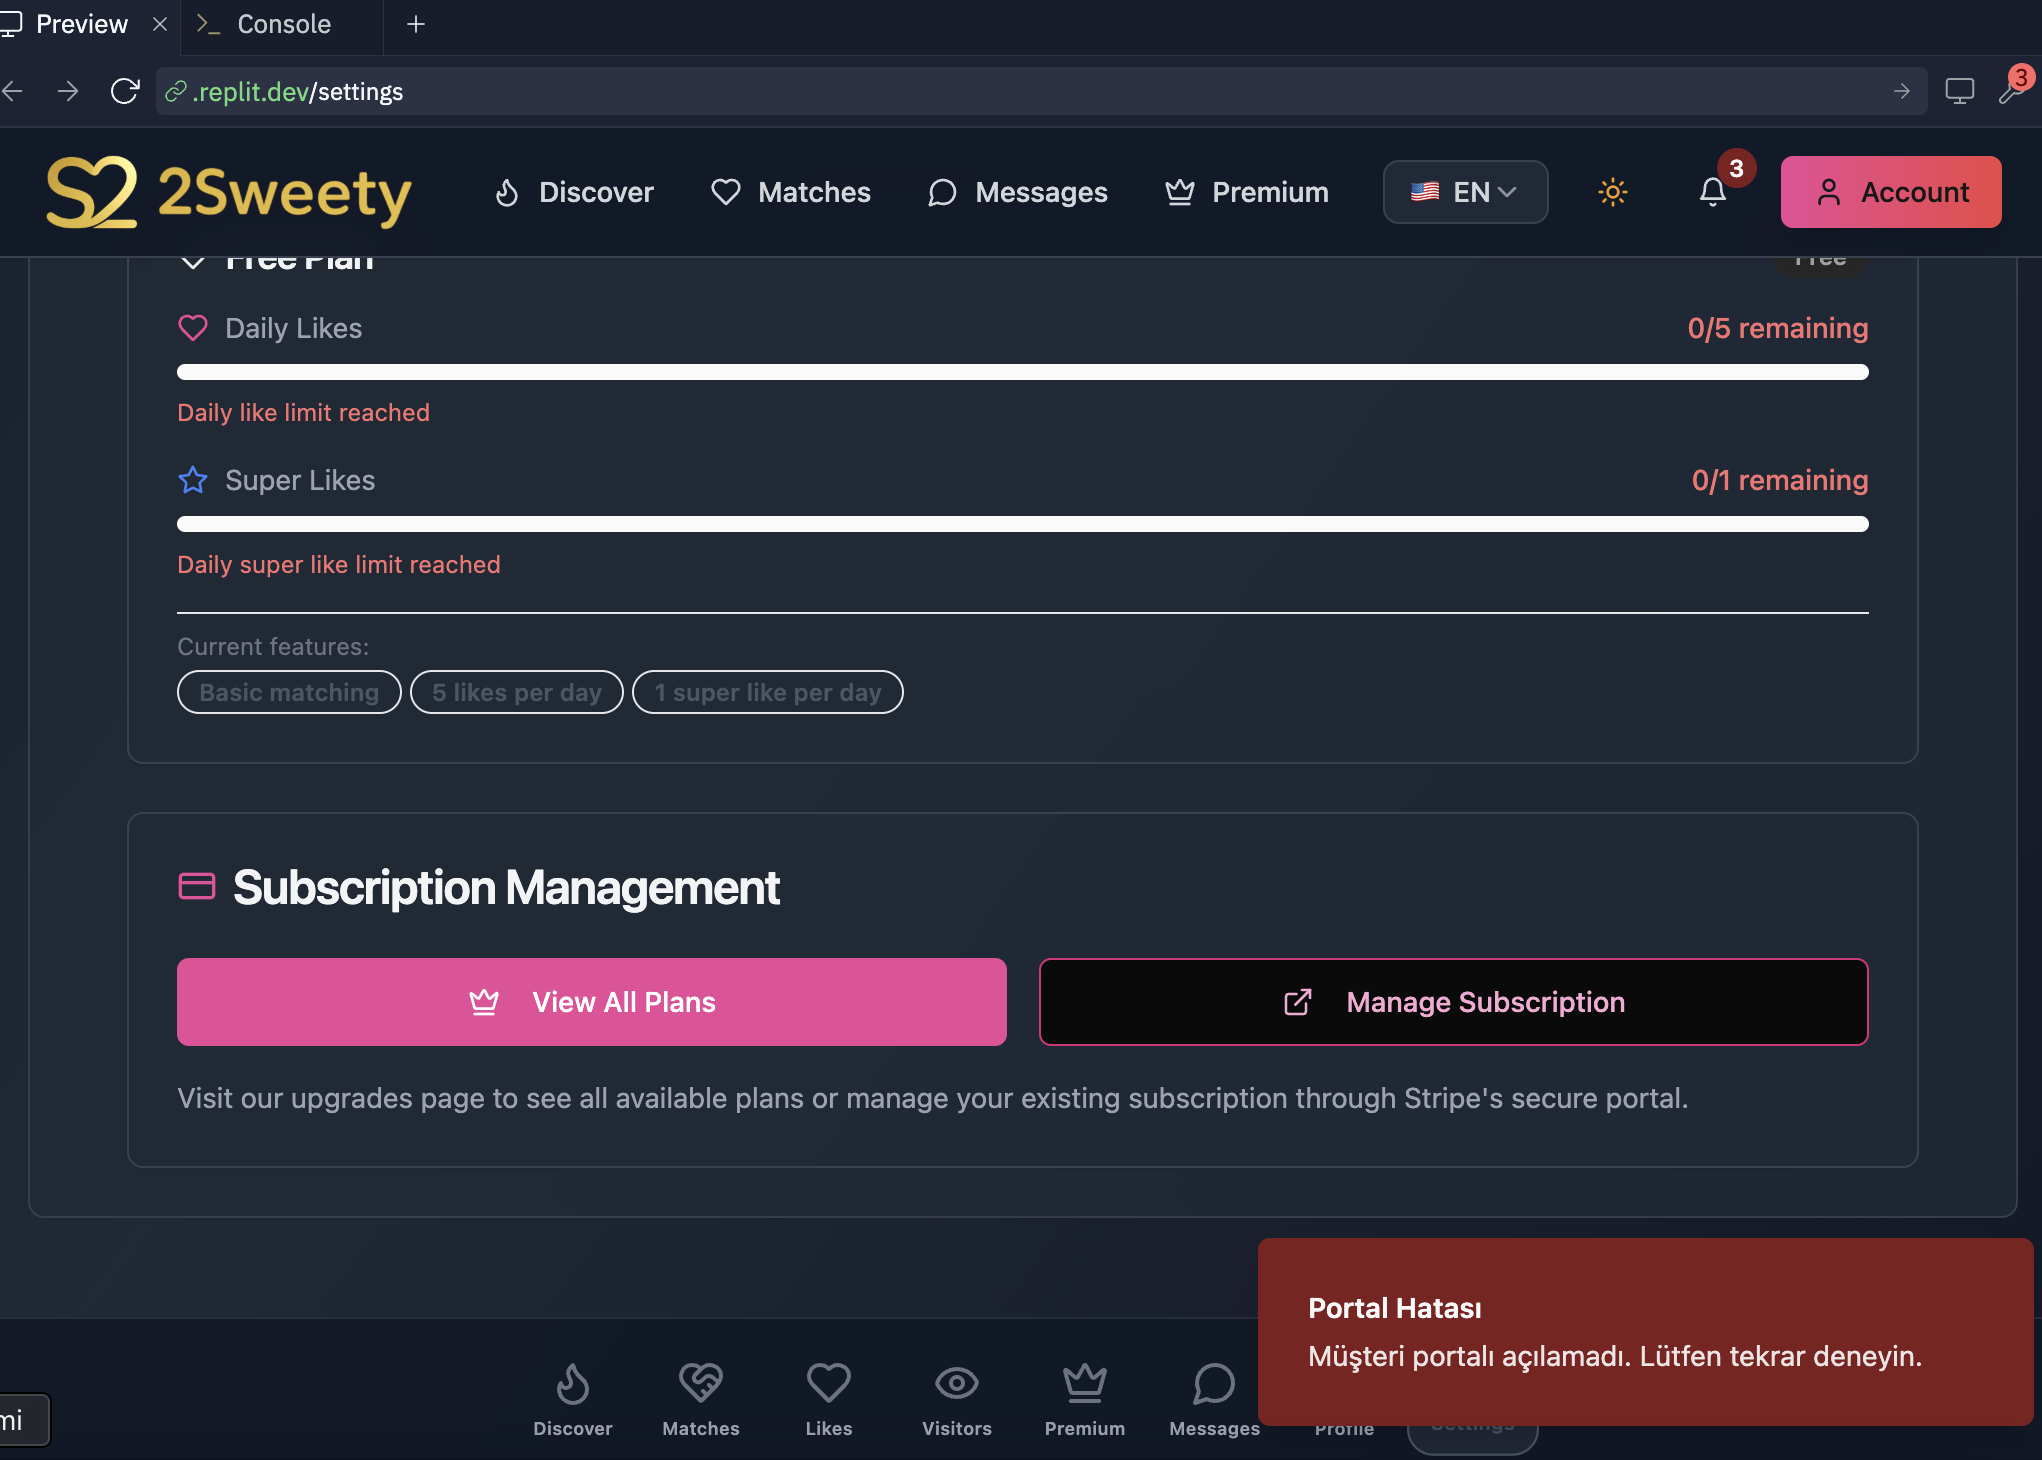 Preview
Console
.replit.dev/settings
3
2Sweety
Discover
Matches
Messages
Premium
EN
3
Account
Free Plan
Free
Daily Likes
0/5 remaining
Daily like limit reached
Super Likes
0/1 remaining
Daily super like limit reached
Current features:
Basic matching
5 likes per day
1 super like per day
Subscription Management
View All Plans
Manage Subscription
Visit our upgrades page to see all available plans or manage your existing subscription through Stripe's secure portal.
Portal Hatası
Müşteri portalı açılamadı. Lütfen tekrar deneyin.
mi
Discover
Matches
Likes
Visitors
Premium
Messages
Profile
Settings